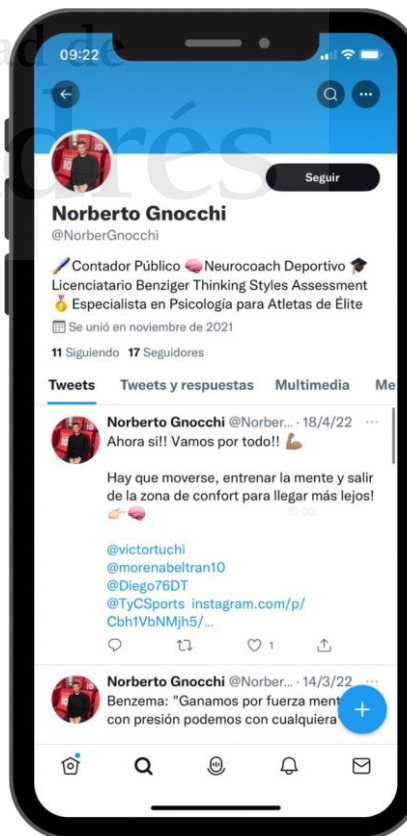 ad de
drés
09:22
Seguir
Norberto Gnocchi
@NorberGnocchi
Contador Público Neurocoach Deportivo
Licenciatario Benziger Thinking Styles Assessment
Especialista en Psicología para Atletas de Élite
Se unió en noviembre de 2021
11 Siguiendo 17 Seguidores
Tweets Tweets y respuestas Multimedia Me
Norberto Gnocchi @Norber... · 18/4/22
Ahora si!! Vamos por todo!!
Hay que moverse, entrenar la mente y salir
de la zona de confort para llegar más lejos!
10:00
@victortuchi
@morenabeltran10
@Diego76DT
@TyCSports instagram.com/p/
Cbh1VbNMjh5/...
1
Norberto Gnocchi @Norber... · 14/3/22
Benzema: "Ganamos por fuerza ment
con presión podemos con cualquiera